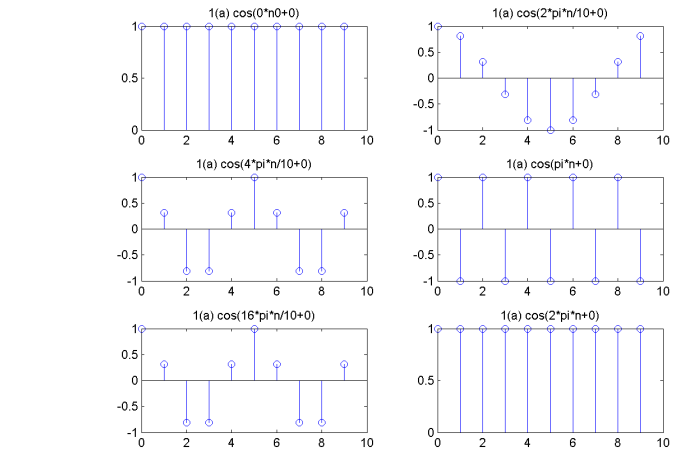 1(a) cos(0*n0+0)
1
0.5
0
0 2 4 6 8 10
1(a) cos(2*pi*n/10+0)
1
0.5
0
-0.5
-1
0 2 4 6 8 10
1(a) cos(4*pi*n/10+0)
1
0.5
0
-0.5
-1
0 2 4 6 8 10
1(a) cos(pi*n+0)
1
0.5
0
-0.5
-1
0 2 4 6 8 10
1(a) cos(16*pi*n/10+0)
1
0.5
0
-0.5
-1
0 2 4 6 8 10
1(a) cos(2*pi*n+0)
1
0.5
0
0 2 4 6 8 10